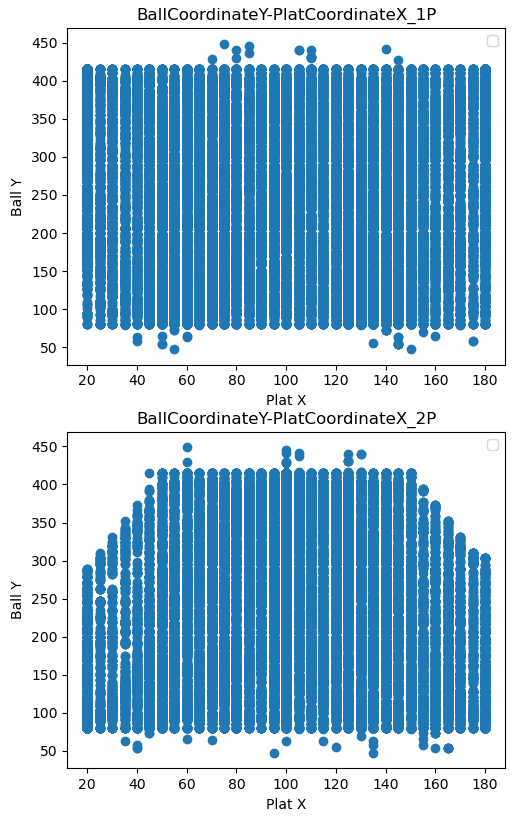 BallCoordinateY-PlatCoordinateX_1P
450
400
350
300
250
200
150
100
50
Ball Y
20 40 60 80 100 120 140 160 180
Plat X
BallCoordinateY-PlatCoordinateX_2P
450
400
350
300
250
200
150
100
50
Ball Y
20 40 60 80 100 120 140 160 180
Plat X